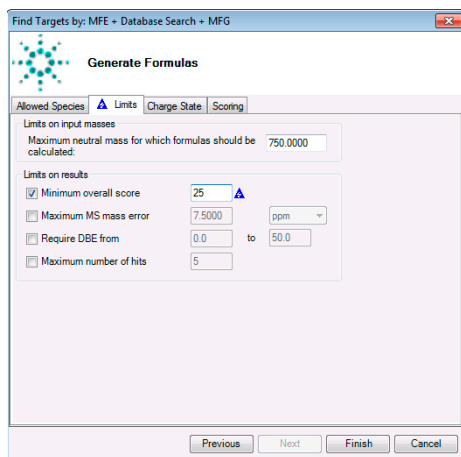 Find Targets by: MFE + Database Search + MFG
Generate Formulas
Allowed Species Limits Charge State Scoring
Limits on input masses
Maximum neutral mass for which formulas should be
calculated: 750.0000
Limits on results
Minimum overall score 25
Maximum MS mass error 7.5000 ppm
Require DBE from 0.0 to 50.0
Maximum number of hits 5
Previous Next Finish Cancel